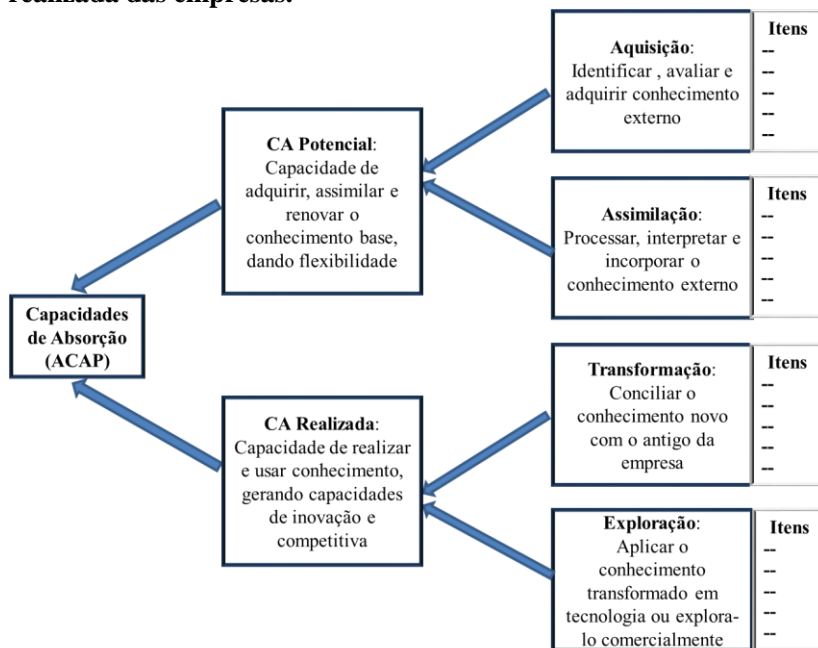 realizada das empresas.
Itens
Aquisição:
Identificar , avaliar e
adquirir conhecimento
externo
--
--
--
--
--
CA Potencial:
Capacidade de
adquirir, assimilar e
renovar o
conhecimento base,
dando flexibilidade
Itens
Assimilação:
Processar, interpretar e
incorporar o
conhecimento externo
--
--
--
--
--
Capacidades
de Absorção
(ACAP)
Itens
Transformação:
Conciliar o
conhecimento novo
com o antigo da
empresa
--
--
--
--
--
CA Realizada:
Capacidade de realizar
e usar conhecimento,
gerando capacidades
de inovação e
competitiva
Itens
Exploração:
Aplicar o
conhecimento
transformado em
tecnologia ou explora-
lo comercialmente
--
--
--
--
--